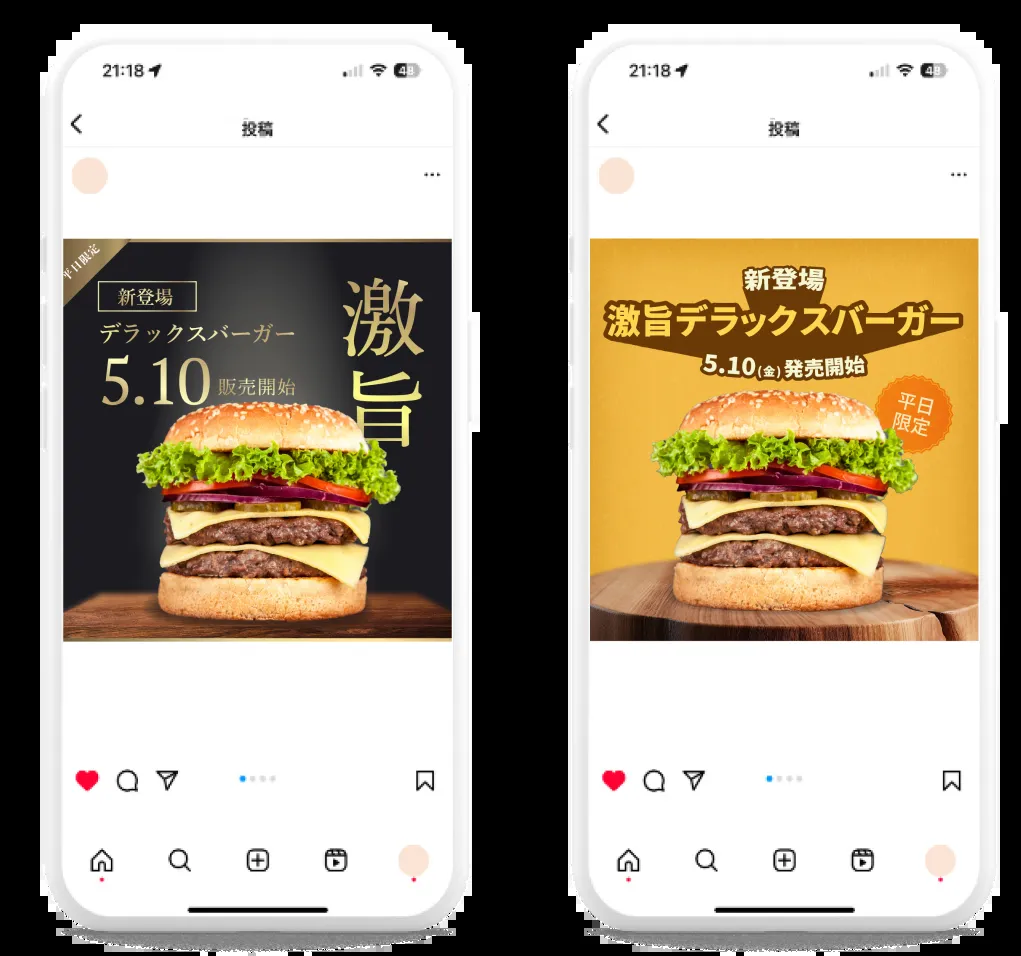 21:18
48
投稿
平日限定
新登場
デラックスバーガー
5.10 販売開始
激旨
21:18
48
投稿
新登場
激旨デラックスバーガー
5.10(金)発売開始
平日
限定